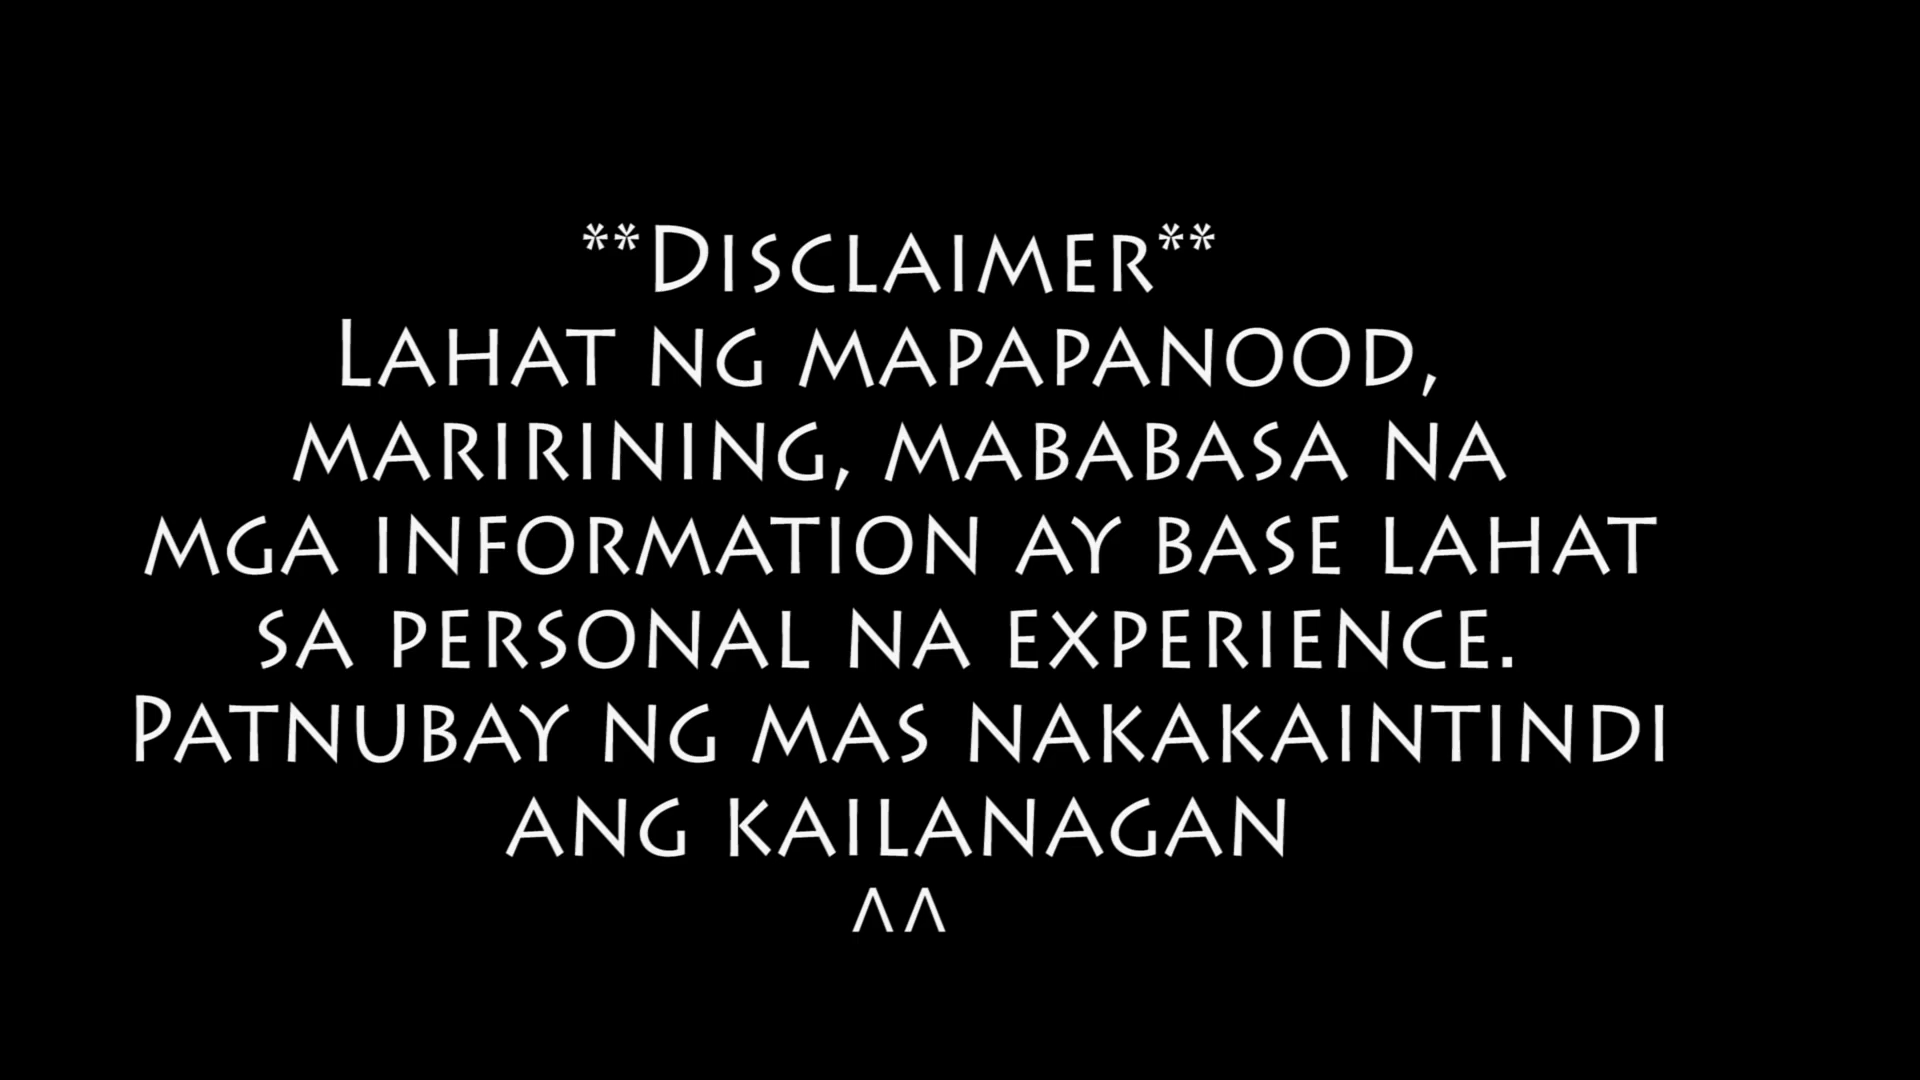 **Disclaimer**
Lahat ng mapapanood,
maririning, mababasa na
mga information ay base lahat
sa personal na experience.
Patnubay ng mas nakakaintindi
ang kailanagan
^^